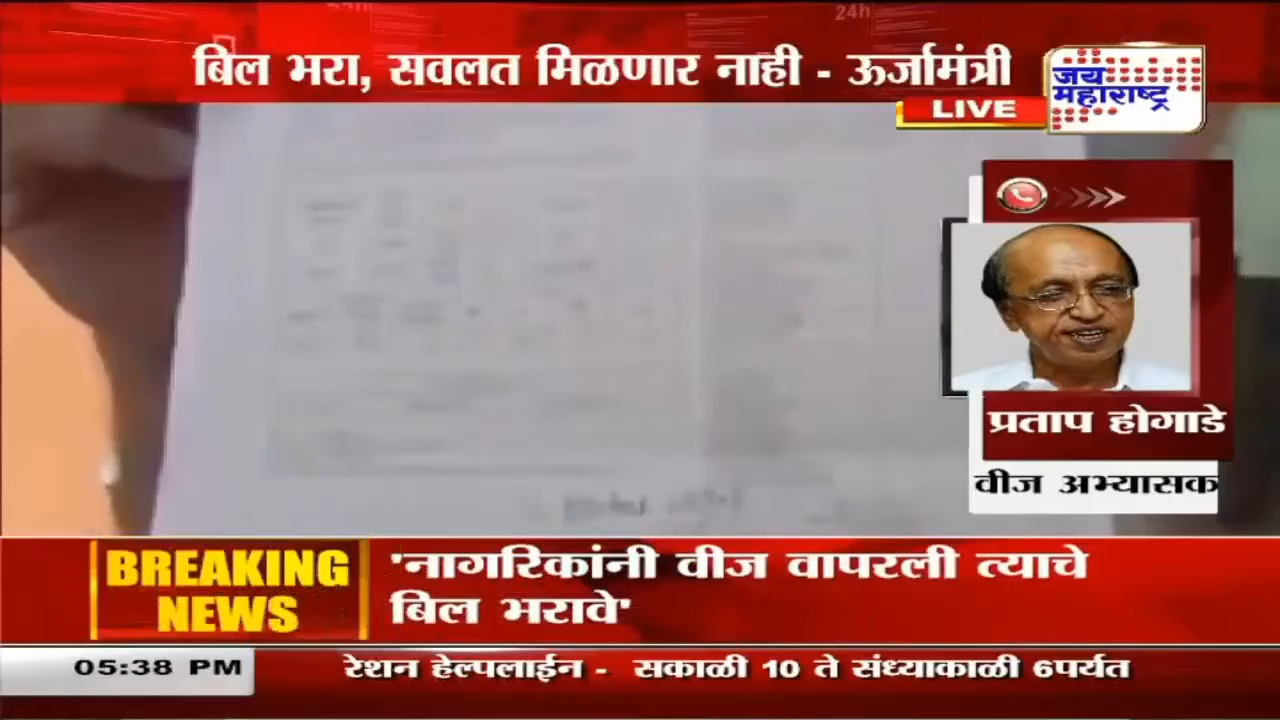 24h
बिल भरा, सवलत मिळणार नाही - ऊर्जामंत्री
जय
महाराष्ट्र
LIVE
प्रताप होगाडे
वीज अभ्यासक
BREAKING
NEWS
'नागरिकांनी वीज वापरली त्याचे
बिल भरावे'
05:38 PM
रेशन हेल्पलाईन - सकाळी 10 ते संध्याकाळी 6पर्यत